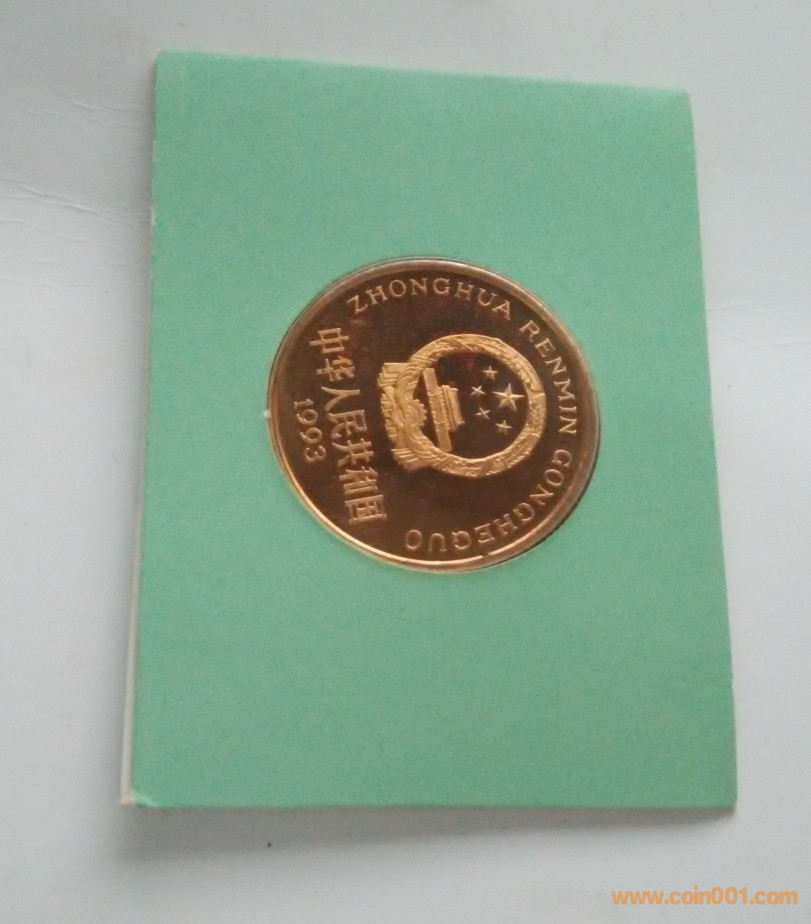 ZHONGHUA RENMIN GONGHEGUO
中华人民共和国
1993
www.coin001.com